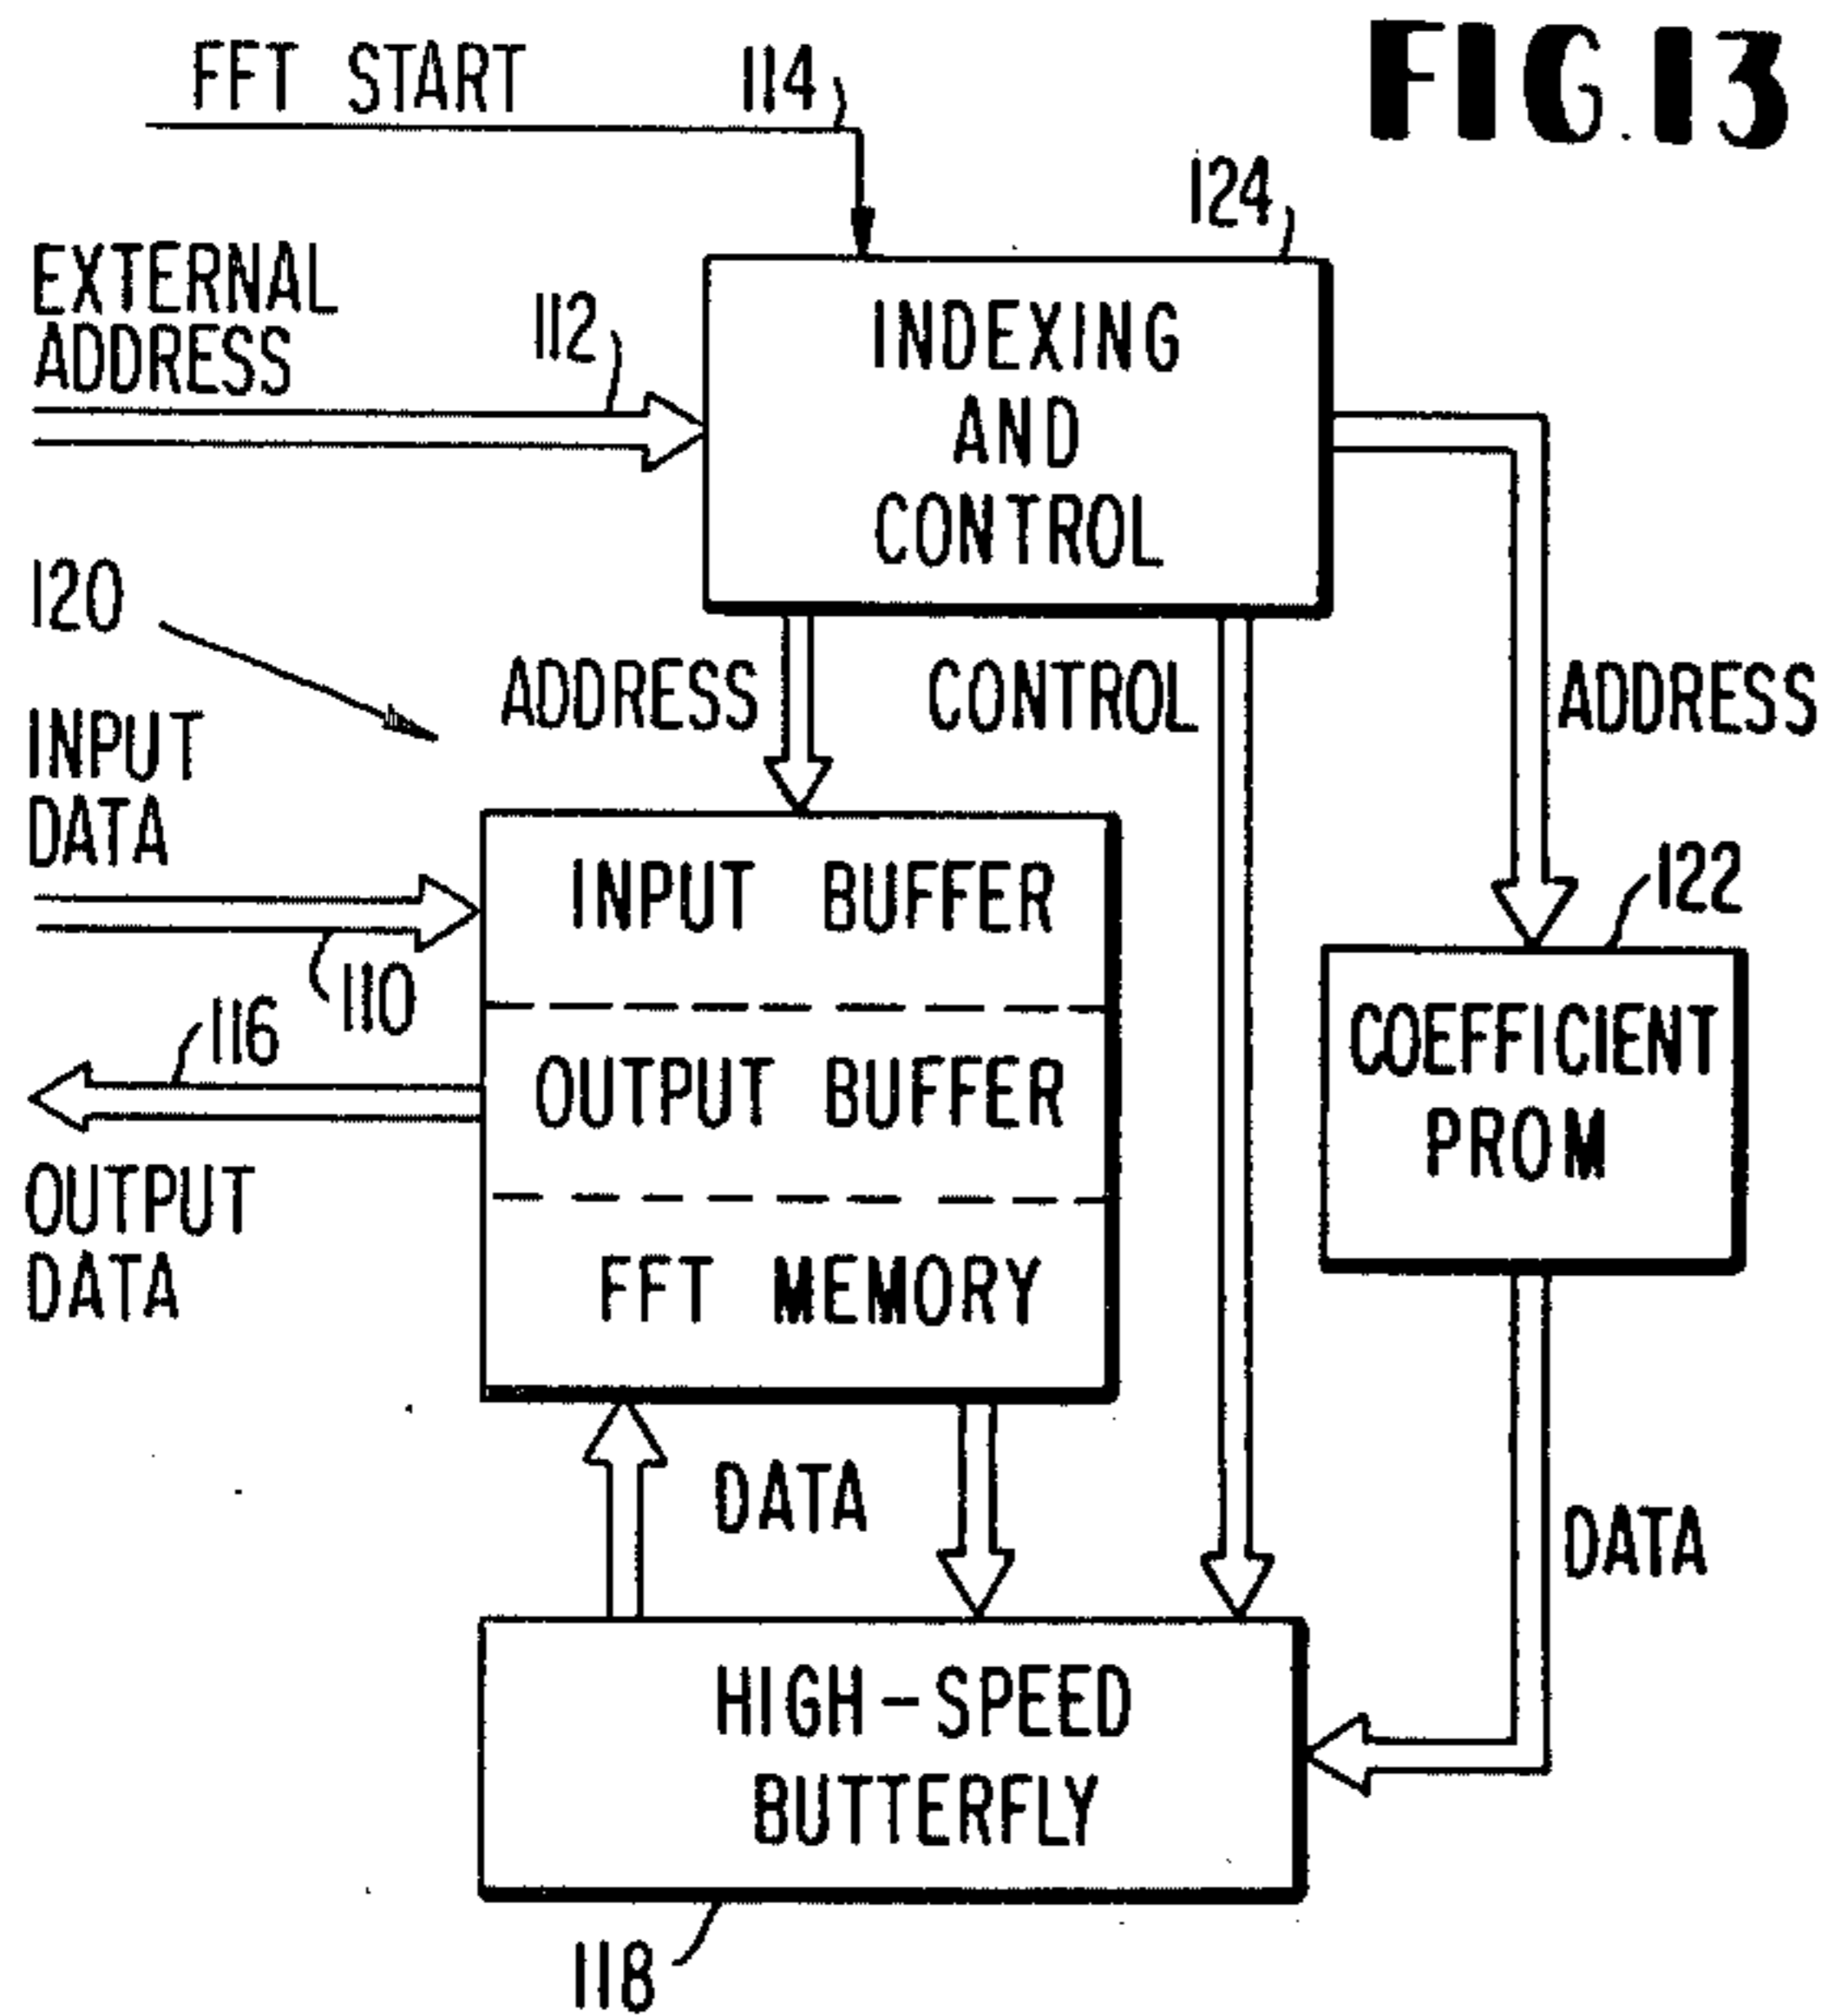 FIG. 13
FFT START
114
124
EXTERNAL
ADDRESS
112
INDEXING
AND
CONTROL
120
ADDRESS
CONTROL
ADDRESS
INPUT
DATA
110
INPUT BUFFER
122
116
OUTPUT BUFFER
COEFFICIENT
PROM
OUTPUT
DATA
FFT MEMORY
DATA
DATA
HIGH-SPEED
BUTTERFLY
118